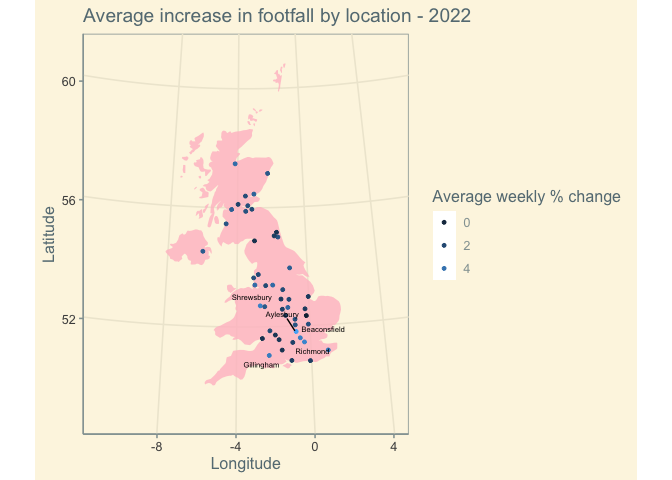 Average increase in footfall by location - 2022
60
56
52
Latitude
Shrewsbury
Aylesbury
Beaconsfield
Richmond
Gillingham
-8
-4
0
4
Longitude
Average weekly % change
0
2
4